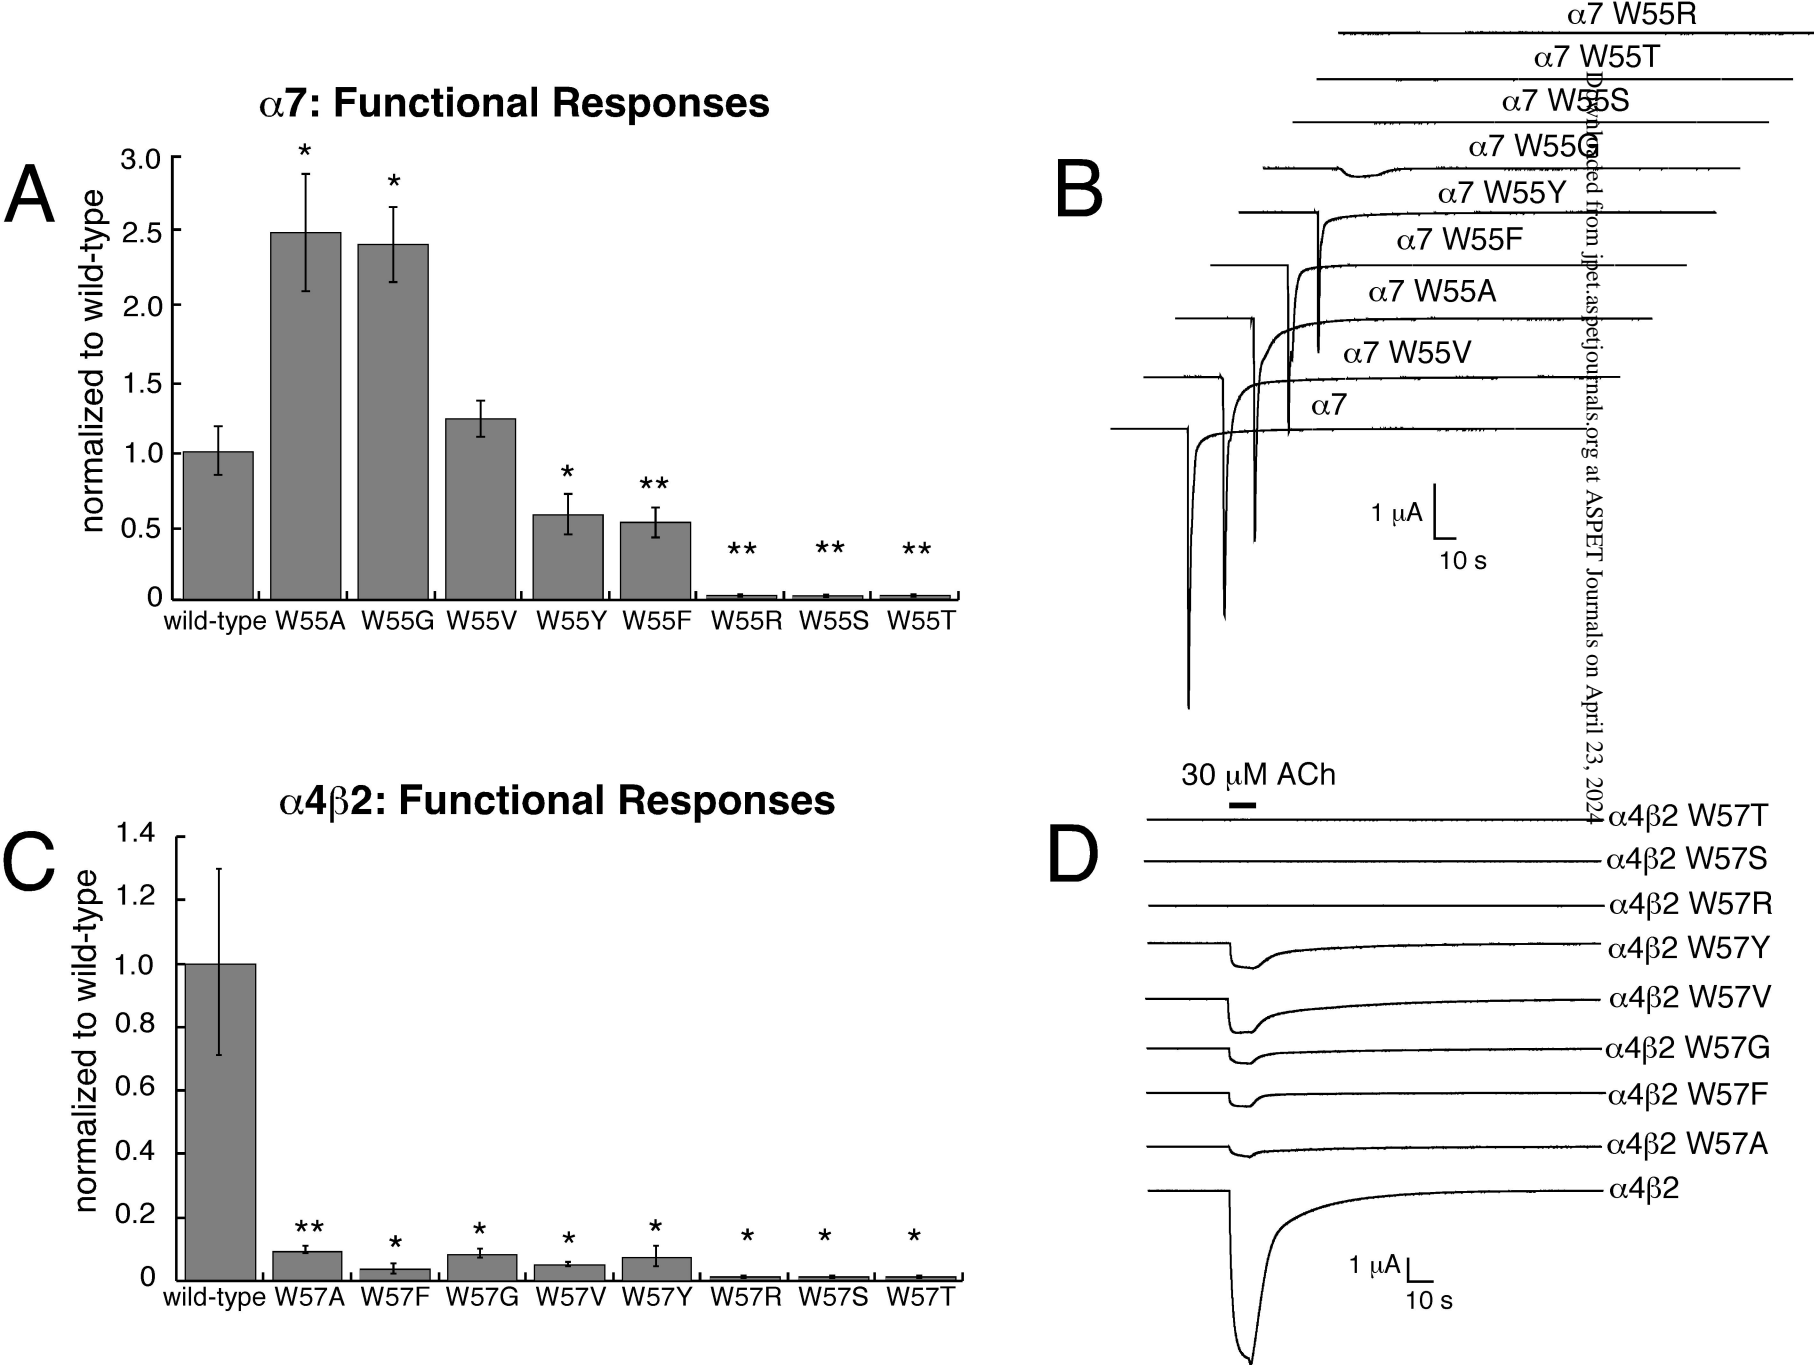 α7: Functional Responses
A
normalized to wild-type
3.0
2.5
2.0
1.5
1.0
0.5
0
*
*
*
**
**
**
**
wild-type W55A W55G W55V W55Y W55F W55R W55S W55T
B
α7 W55R
α7 W55T
α7 W55S
α7 W55G
α7 W55Y
α7 W55F
α7 W55A
α7 W55V
α7
1 μA
10 s
Downloaded from jpet.aspetjournals.org at ASPET Journals on April 23, 2024
α4β2: Functional Responses
C
normalized to wild-type
1.4
1.2
1.0
0.8
0.6
0.4
0.2
0
**
*
*
*
*
*
*
*
wild-type W57A W57F W57G W57V W57Y W57R W57S W57T
D
30 μM ACh
α4β2 W57T
α4β2 W57S
α4β2 W57R
α4β2 W57Y
α4β2 W57V
α4β2 W57G
α4β2 W57F
α4β2 W57A
α4β2
1 μA
10 s